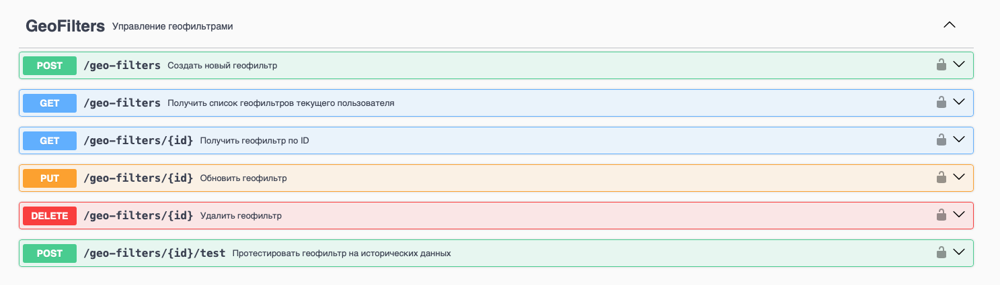 GeoFilters Управление геофильтрами
POST /geo-filters Создать новый геофильтр
GET /geo-filters Получить список геофильтров текущего пользователя
GET /geo-filters/{id} Получить геофильтр по ID
PUT /geo-filters/{id} Обновить геофильтр
DELETE /geo-filters/{id} Удалить геофильтр
POST /geo-filters/{id}/test Протестировать геофильтр на исторических данных